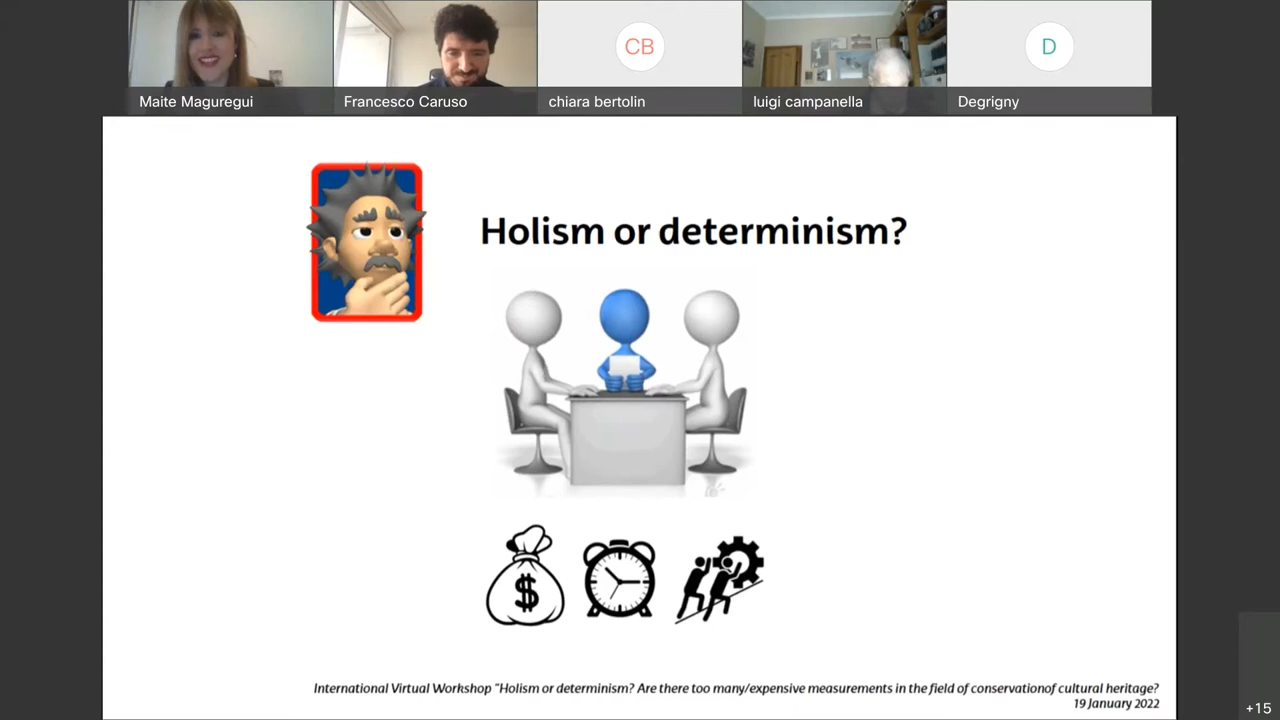 Maite Maguregui
Francesco Caruso
CB
chiara bertolin
luigi campanella
D
Degrigny
Holism or determinism?
$
International Virtual Workshop "Holism or determinism? Are there too many/expensive measurements in the field of conservationof cultural heritage?
19 January 2022
+15